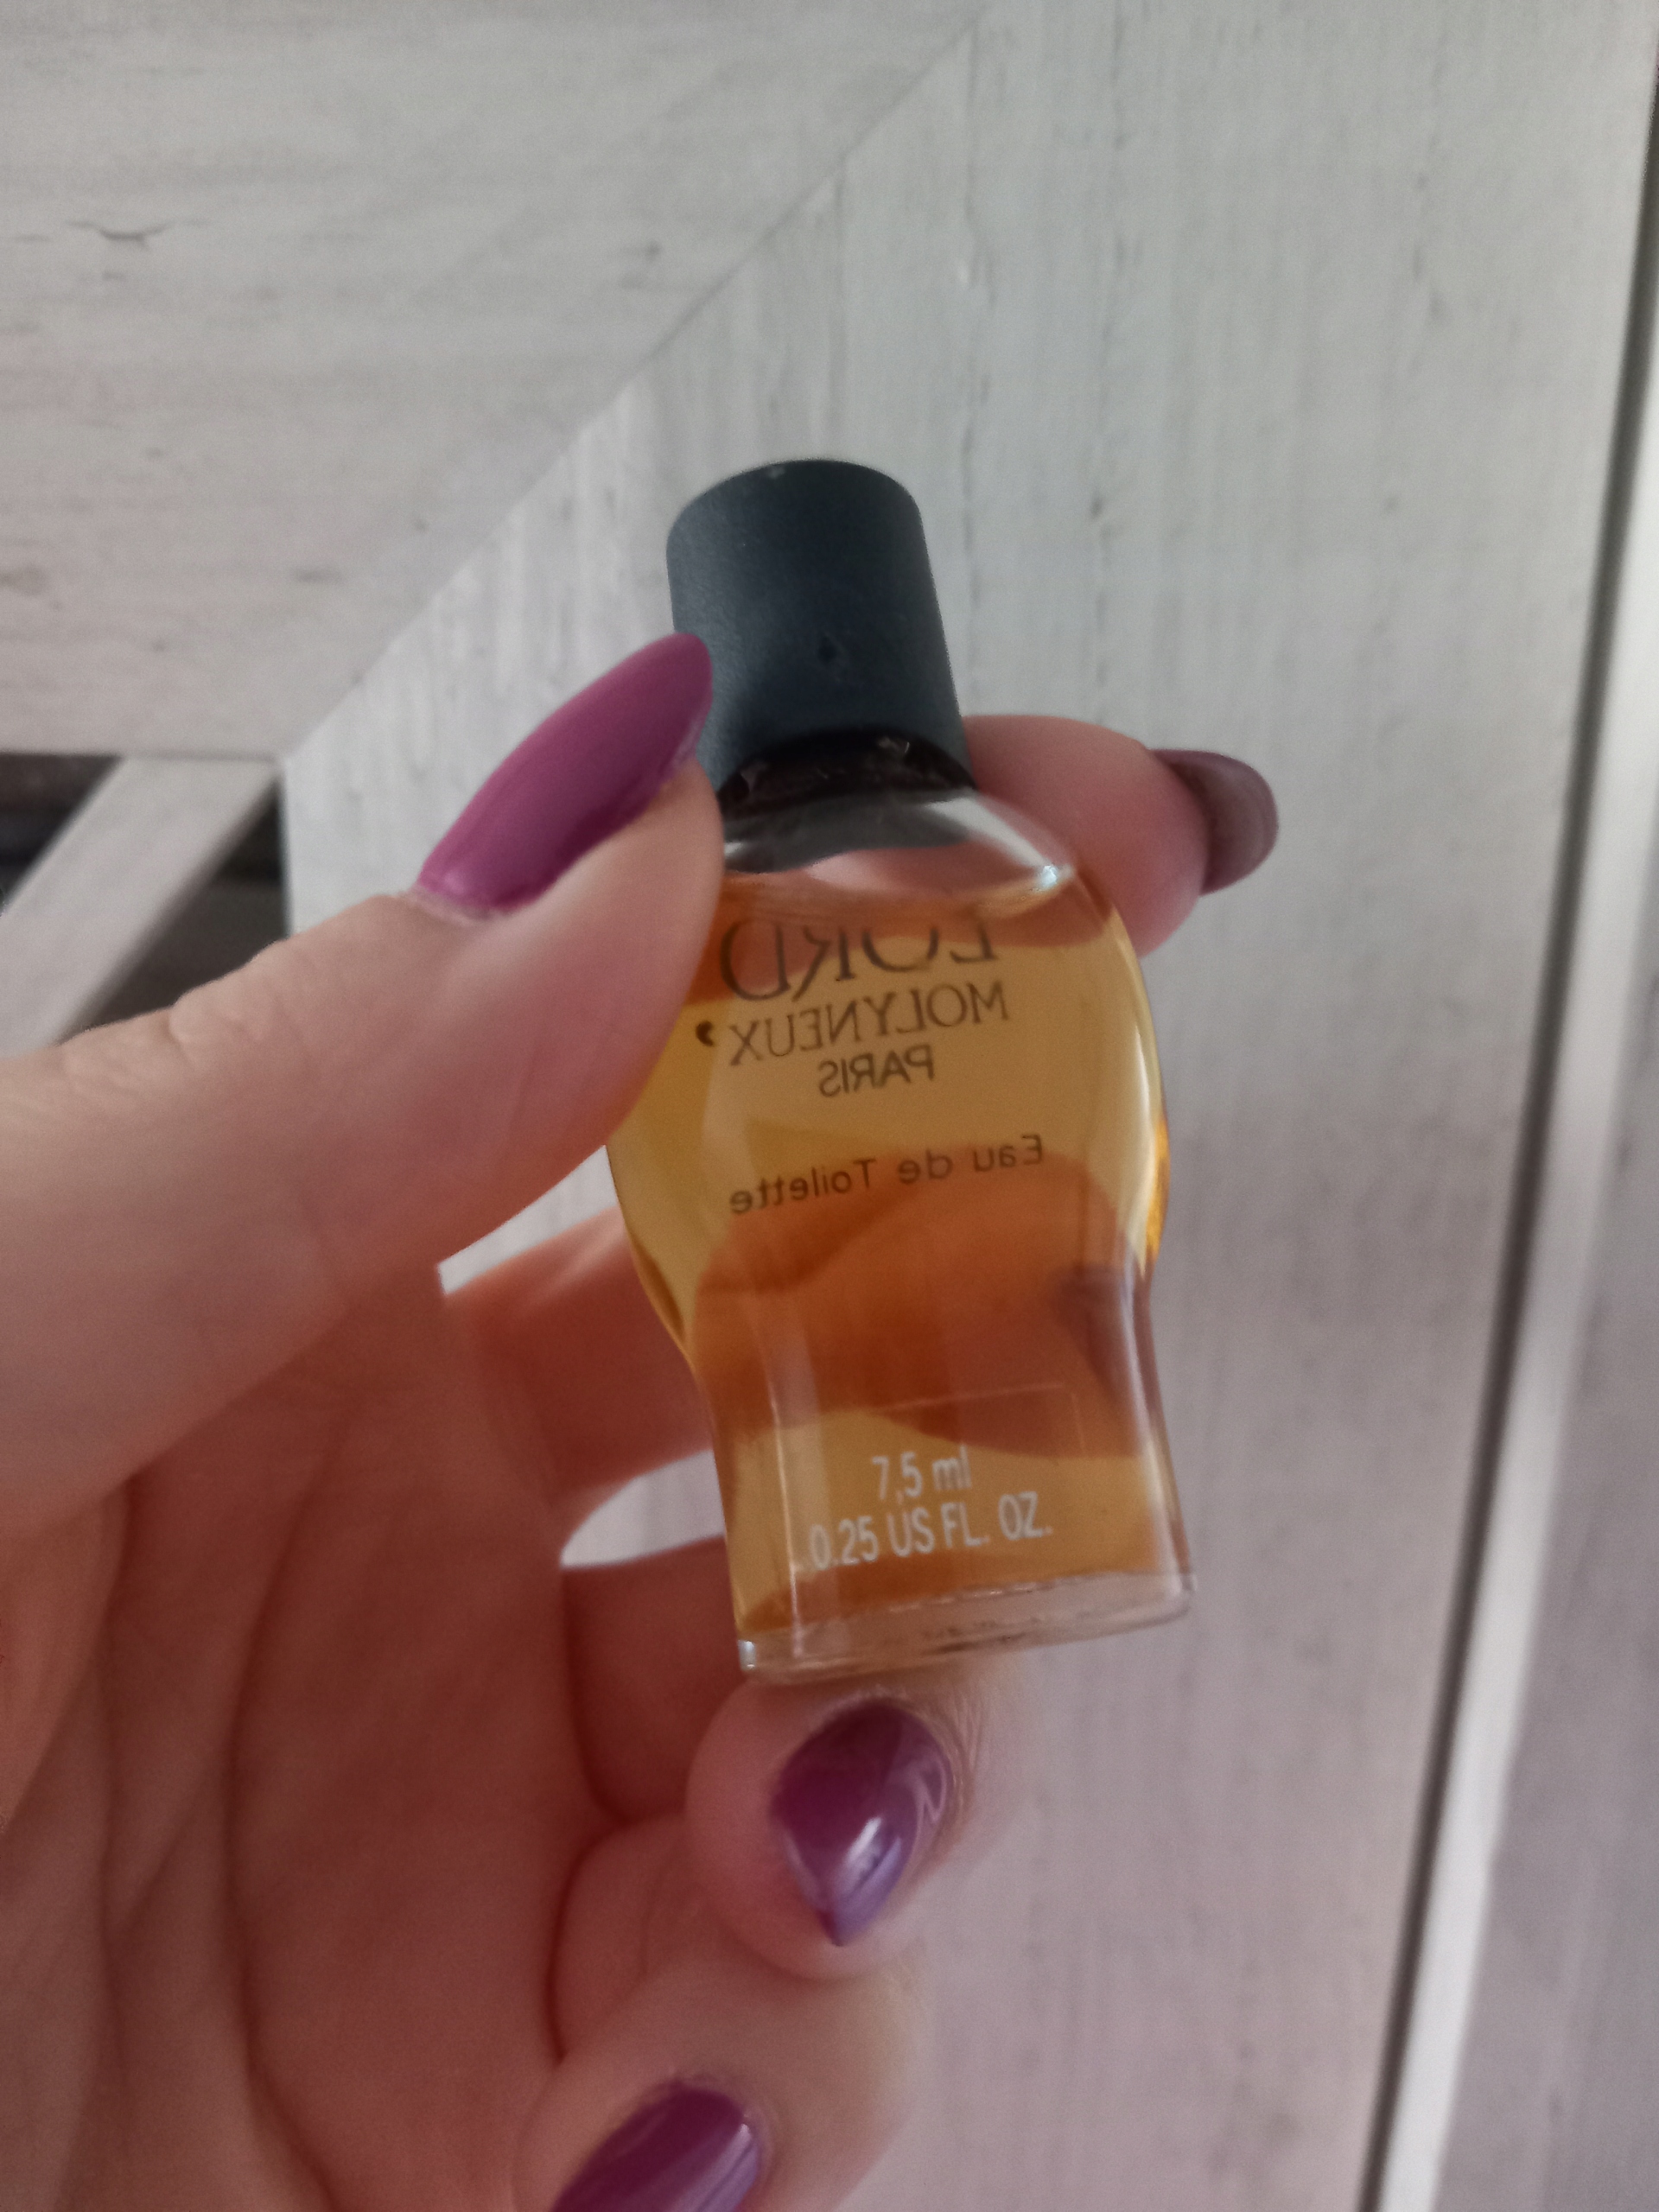 LORD
MOLYNEUX'
PARIS
Eau de Toilette
7,5 ml
0.25 US FL. OZ.